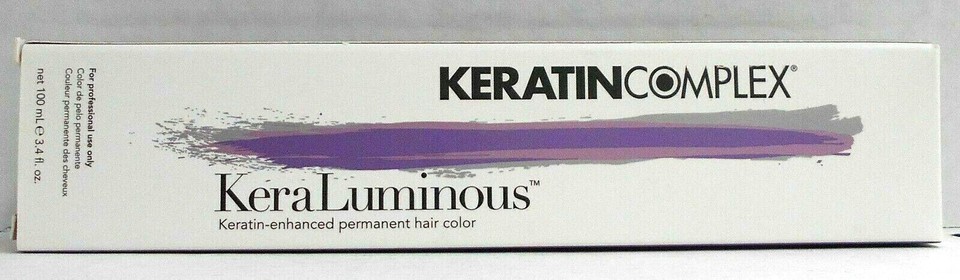 KERATINCOMPLEX®
KeraLuminous™
Keratin-enhanced permanent hair color
For professional use only
Color de pelo permanente
Couleur permanente des cheveux
net 100 mL ℮ 3.4 fl. oz.